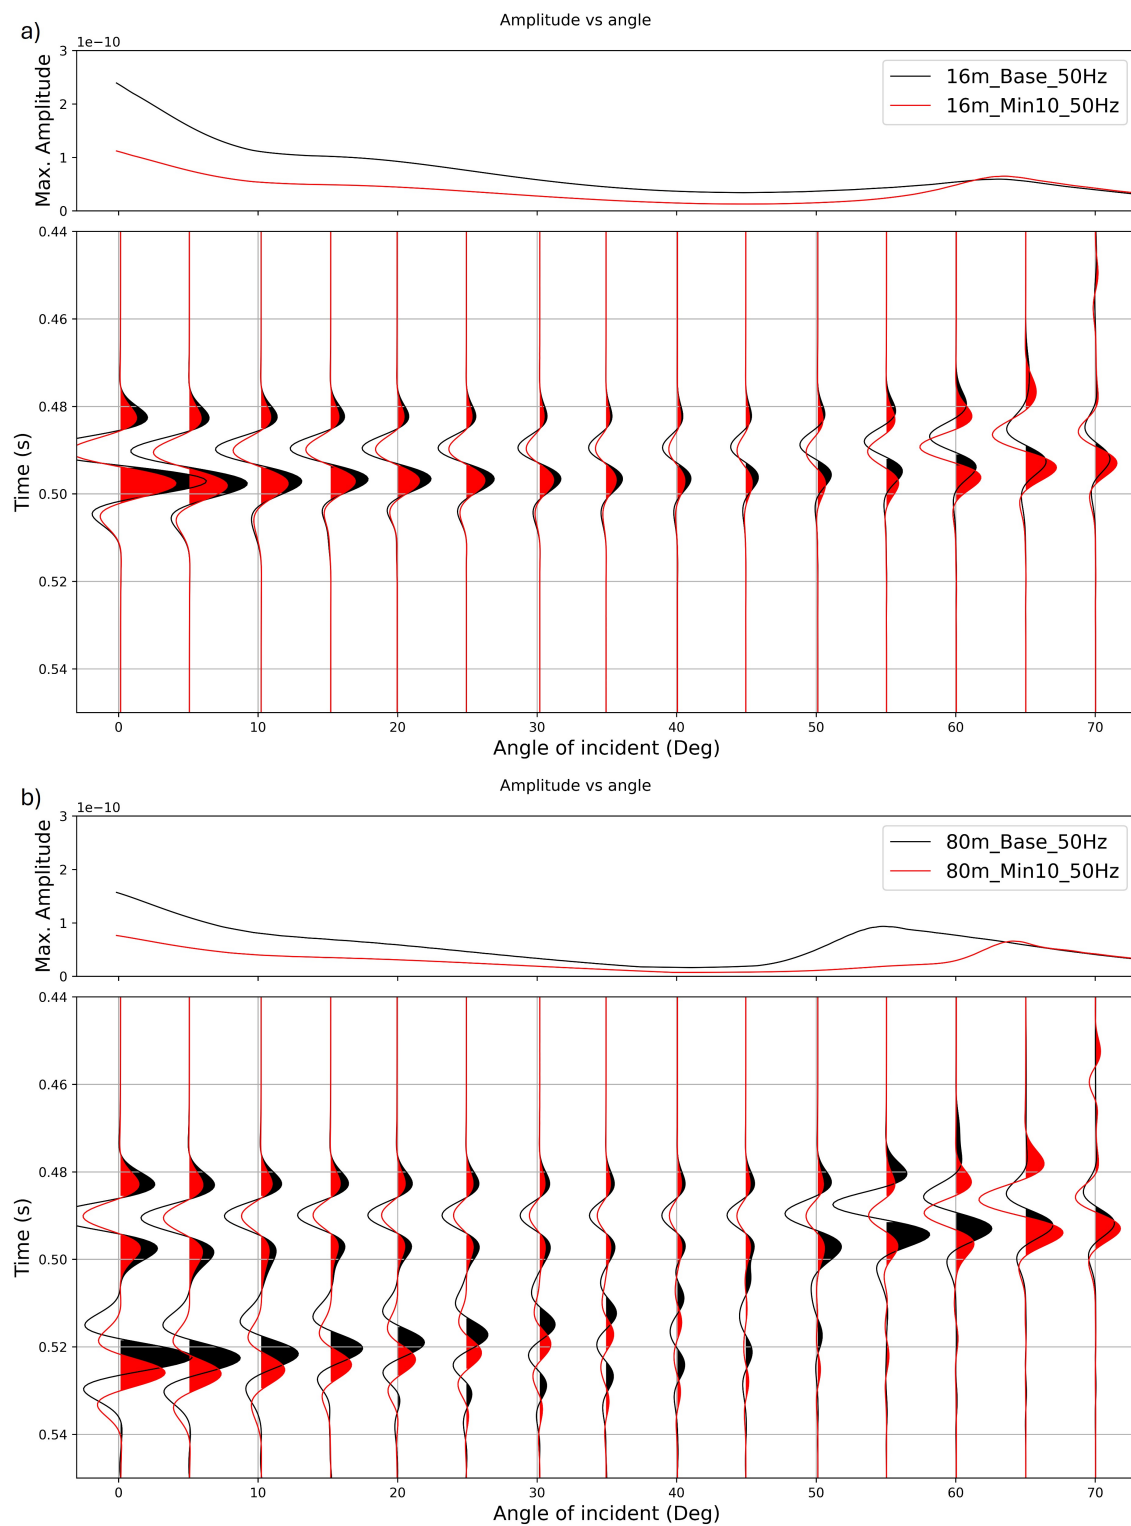 Amplitude vs angle
a)
1e−10
3
2
1
0
Max. Amplitude
16m_Base_50Hz
16m_Min10_50Hz
0.44
0.46
0.48
0.50
0.52
0.54
Time (s)
0 10 20 30 40 50 60 70
Angle of incident (Deg)
Amplitude vs angle
b)
1e−10
3
2
1
0
Max. Amplitude
80m_Base_50Hz
80m_Min10_50Hz
0.44
0.46
0.48
0.50
0.52
0.54
Time (s)
0 10 20 30 40 50 60 70
Angle of incident (Deg)